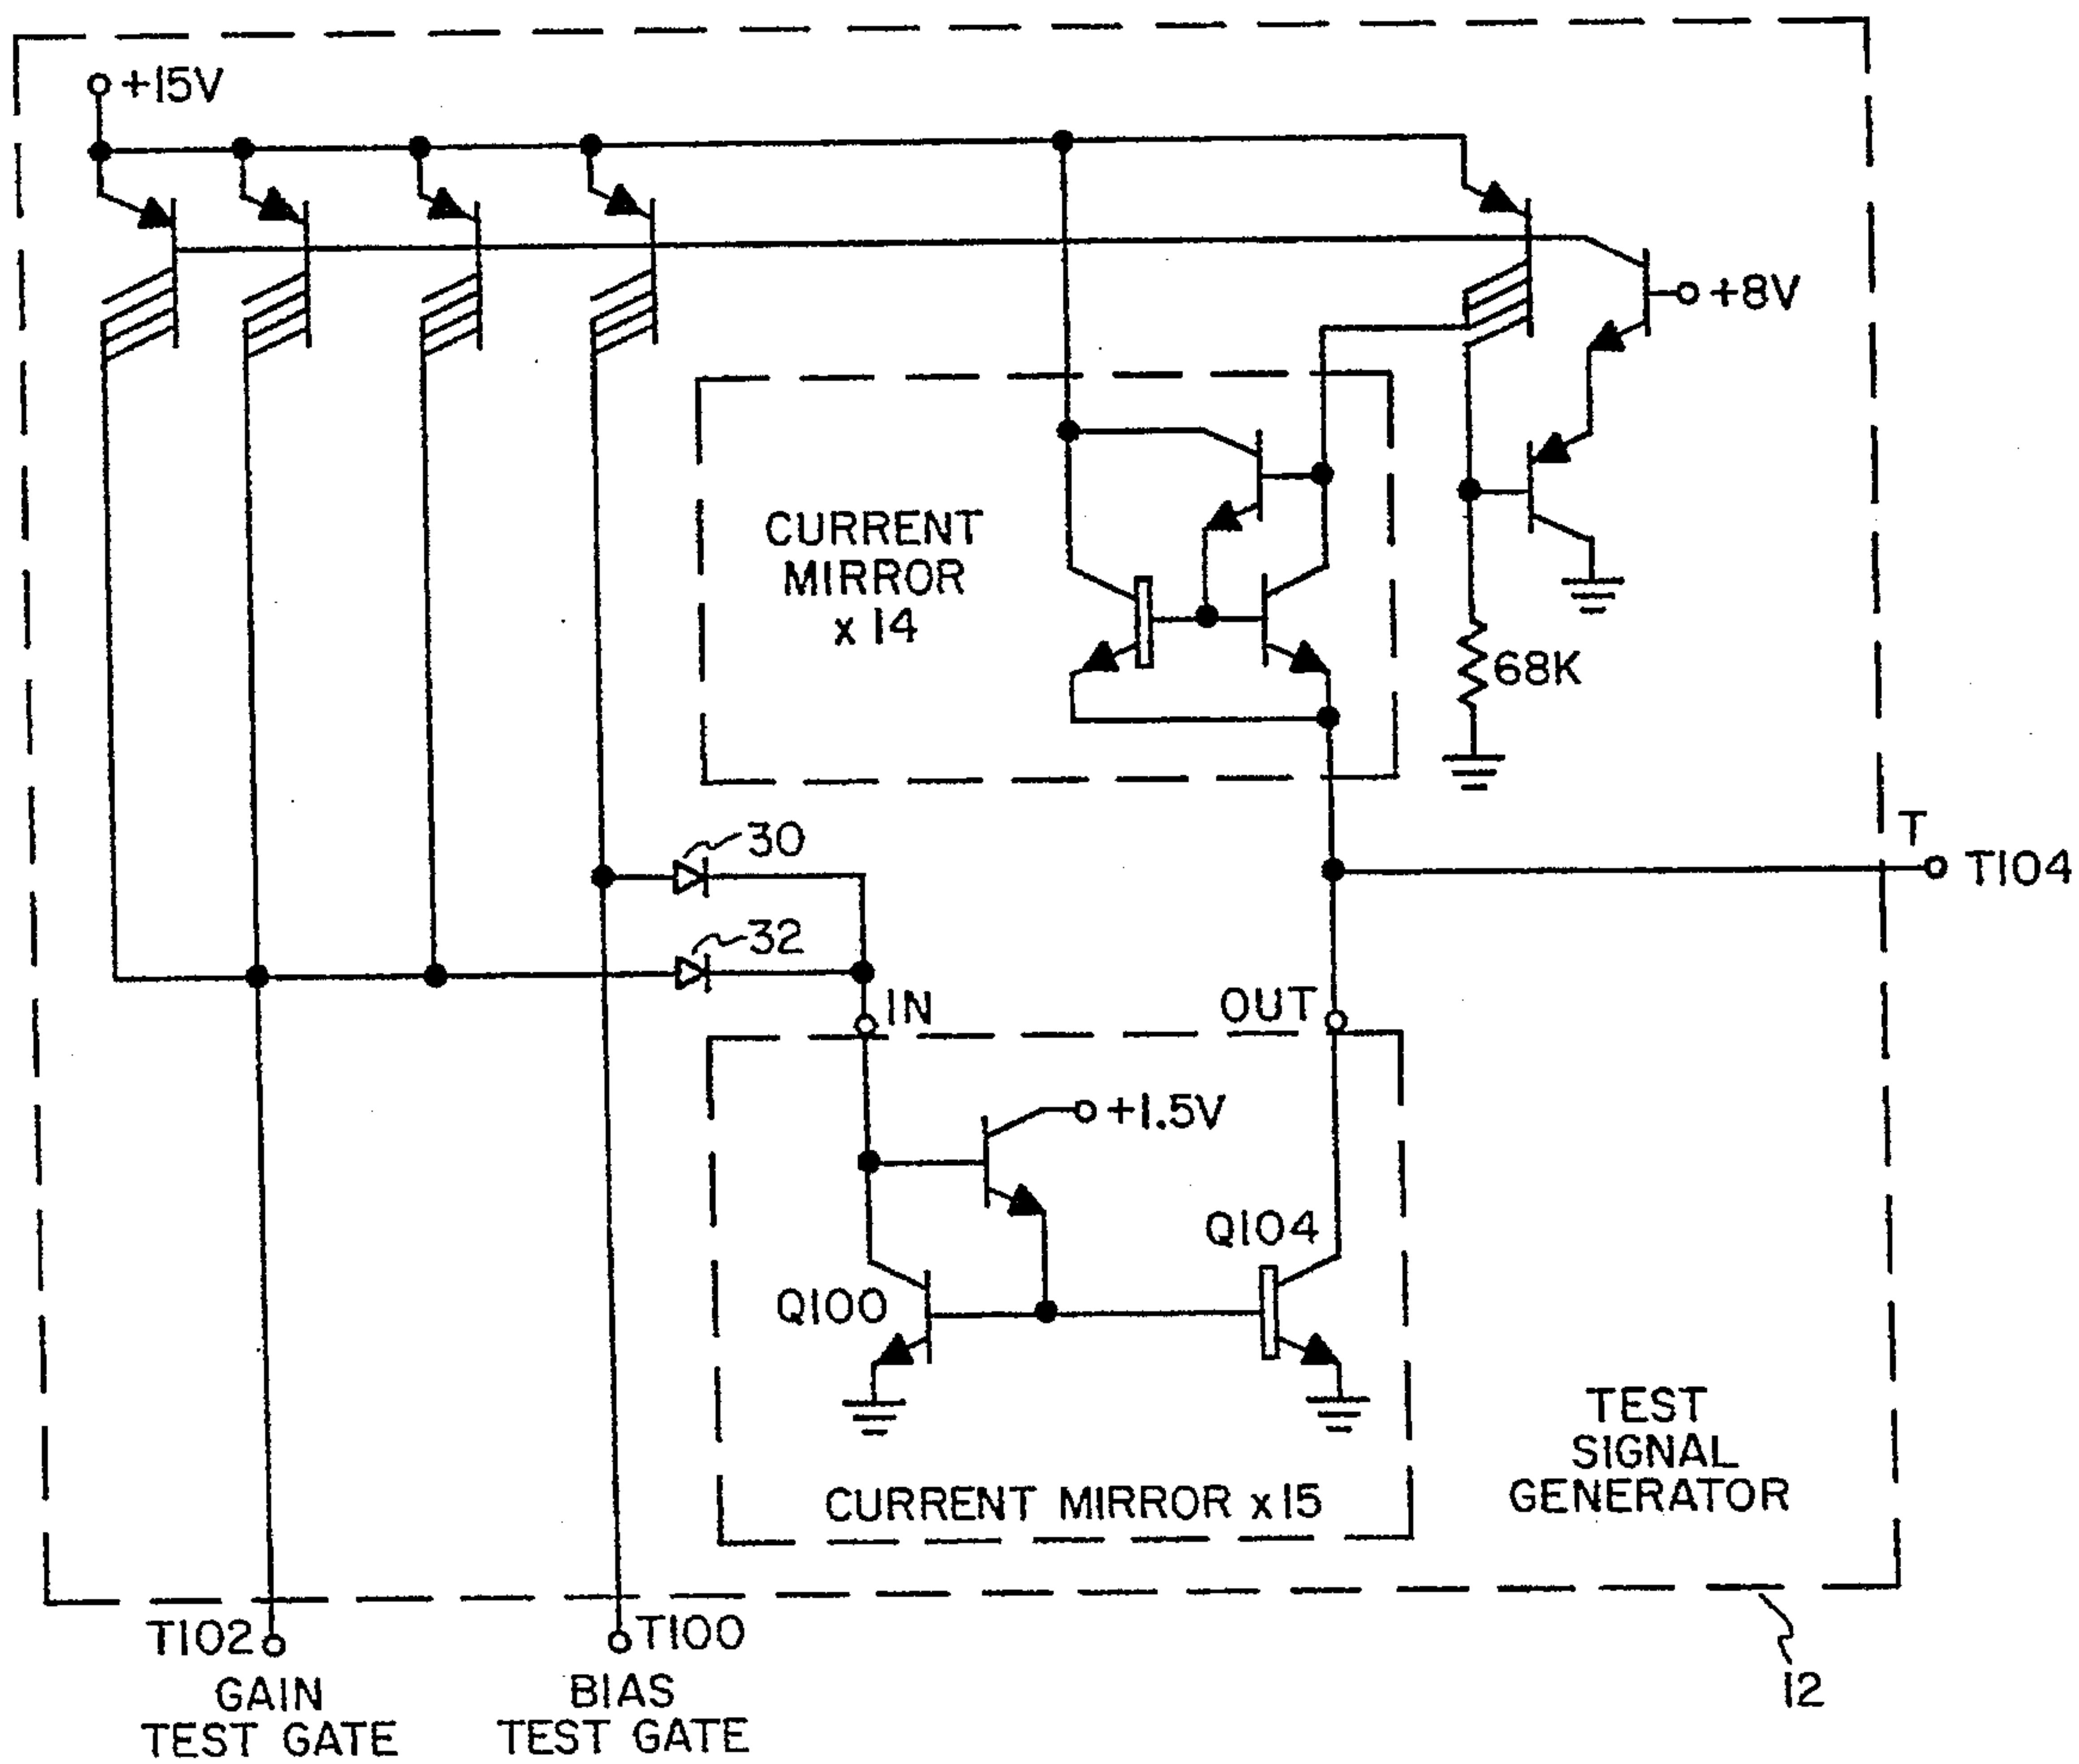 +15V
+8V
CURRENT
MIRROR
x 14
68K
30
T
T104
32
IN
OUT
+1.5V
Q104
Q100
TEST
SIGNAL
GENERATOR
CURRENT MIRROR x15
T102
T100
GAIN
TEST GATE
BIAS
TEST GATE
12